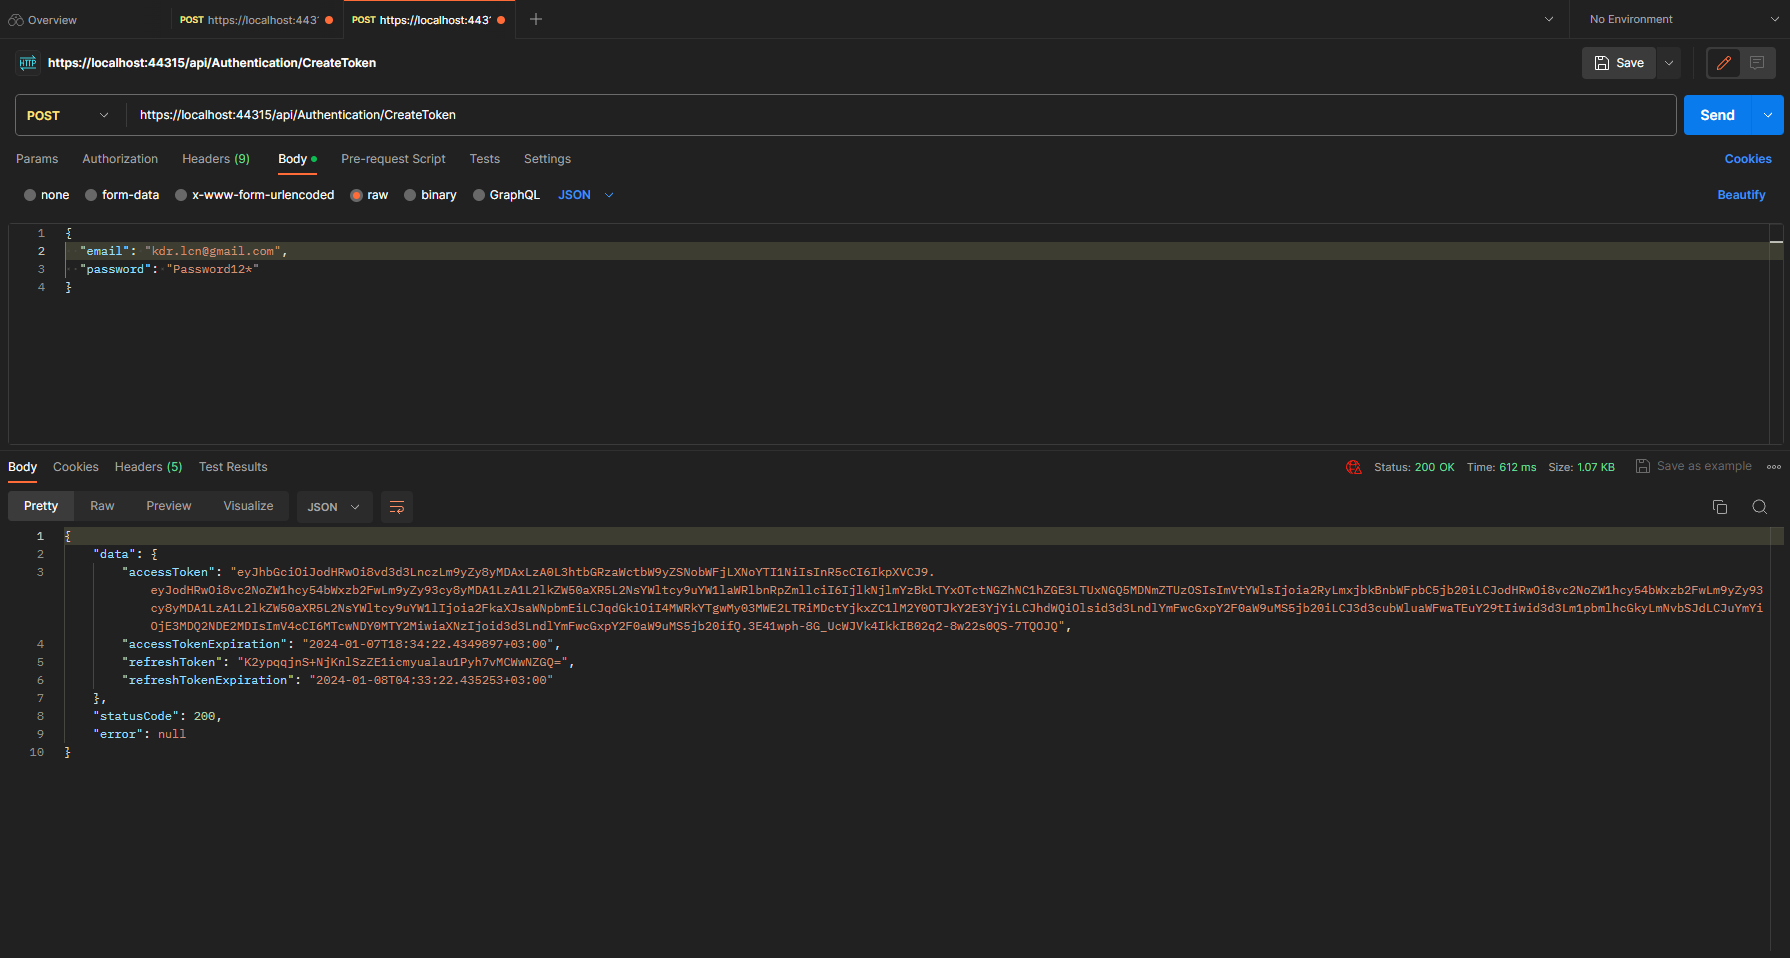 Overview
POST https://localhost:443'
POST https://localhost:443'
No Environment
HTTP https://localhost:44315/api/Authentication/CreateToken
Save
POST https://localhost:44315/api/Authentication/CreateToken
Send
Params Authorization Headers (9) Body Pre-request Script Tests Settings Cookies
none form-data x-www-form-urlencoded raw binary GraphQL JSON Beautify
1 {
2 "email": "kdr.lcn@gmail.com",
3 "password": "Password12*"
4 }
Body Cookies Headers (5) Test Results Status: 200 OK Time: 612 ms Size: 1.07 KB Save as example
Pretty Raw Preview Visualize JSON
1 {
2 "data": {
3 "accessToken": "eyJhbGciOiJodHRwOi8vd3d3LnczLm9yZy8yMDAxLzA0L3htbGRzaWctbW9yZSNobWFjLXNoYTI1NiIsInR5cCI6IkpXVCJ9.
4 "accessTokenExpiration": "2024-01-07T18:34:22.4349897+03:00",
5 "refreshToken": "K2ypqqjnS+NjKnlSzZE1icmyualau1Pyh7vMCWwNZGQ=",
6 "refreshTokenExpiration": "2024-01-08T04:33:22.435253+03:00"
7 },
8 "statusCode": 200,
9 "error": null
10 }